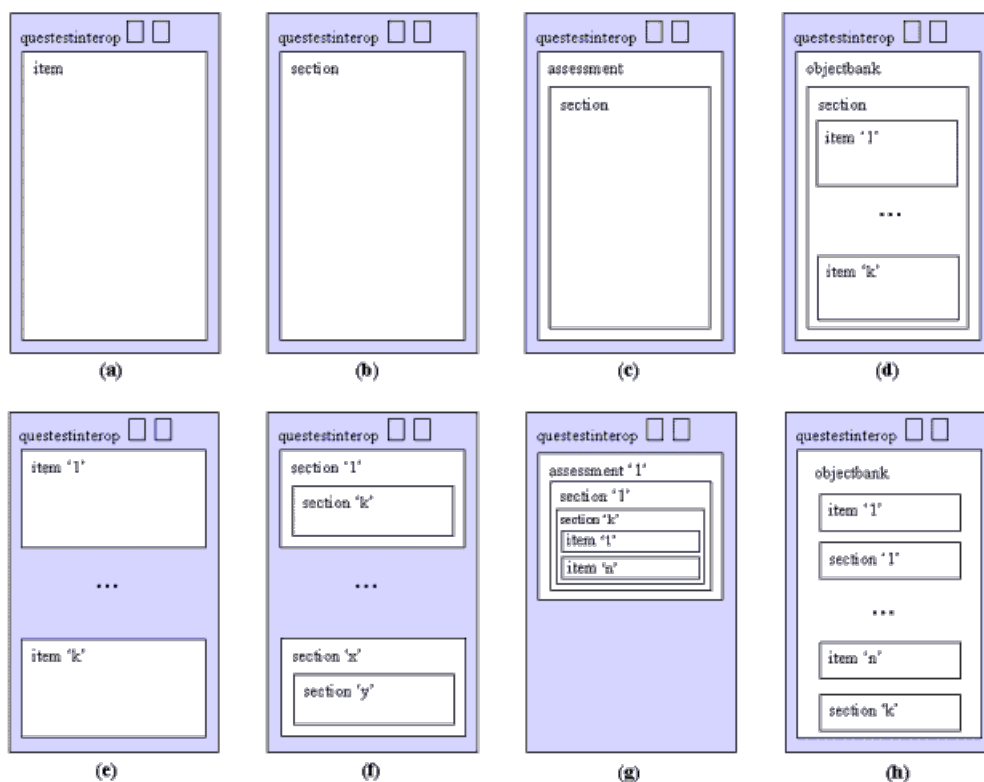 questestinterop
item
(a)
questestinterop
section
(b)
questestinterop
assessment
section
(c)
questestinterop
objectbank
section
item '1'
...
item 'k'
(d)
questestinterop
item '1'
...
item 'k'
(e)
questestinterop
section '1'
section 'k'
...
section 'x'
section 'y'
(f)
questestinterop
assessment '1'
section '1'
section 'k'
item '1'
item 'n'
(g)
questestinterop
objectbank
item '1'
section '1'
...
item 'n'
section 'k'
(h)